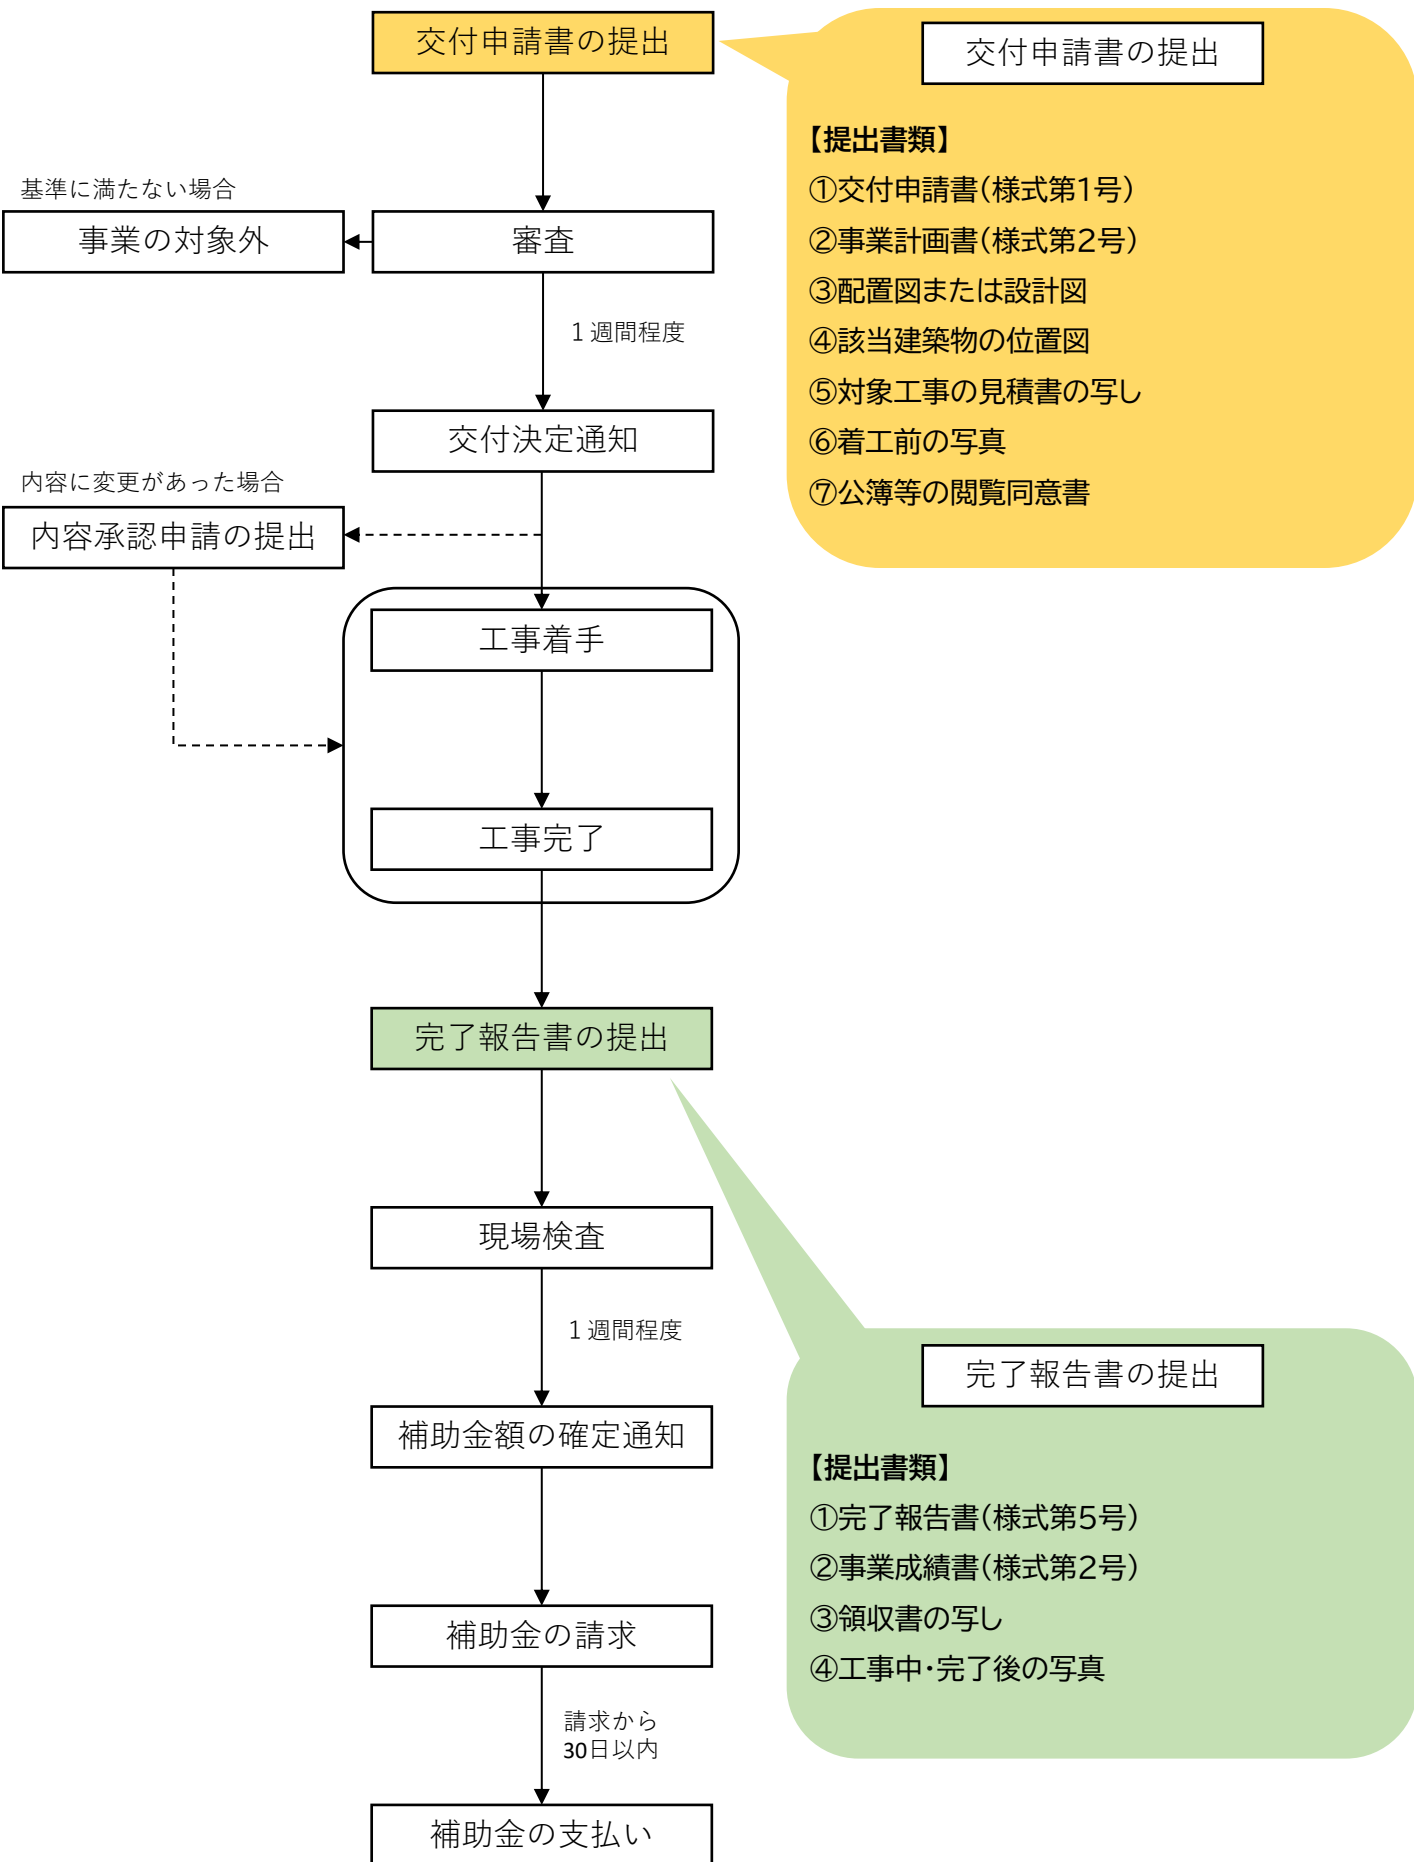 交付申請書の提出
基準に満たない場合
事業の対象外
審査
１週間程度
交付決定通知
内容に変更があった場合
内容承認申請の提出
工事着手
工事完了
完了報告書の提出
現場検査
１週間程度
補助金額の確定通知
補助金の請求
請求から
30日以内
補助金の支払い
交付申請書の提出
【提出書類】
①交付申請書（様式第１号）
②事業計画書（様式第２号）
③配置図または設計図
④該当建築物の位置図
⑤対象工事の見積書の写し
⑥着工前の写真
⑦公簿等の閲覧同意書
完了報告書の提出
【提出書類】
①完了報告書（様式第５号）
②事業成績書（様式第２号）
③領収書の写し
④工事中・完了後の写真